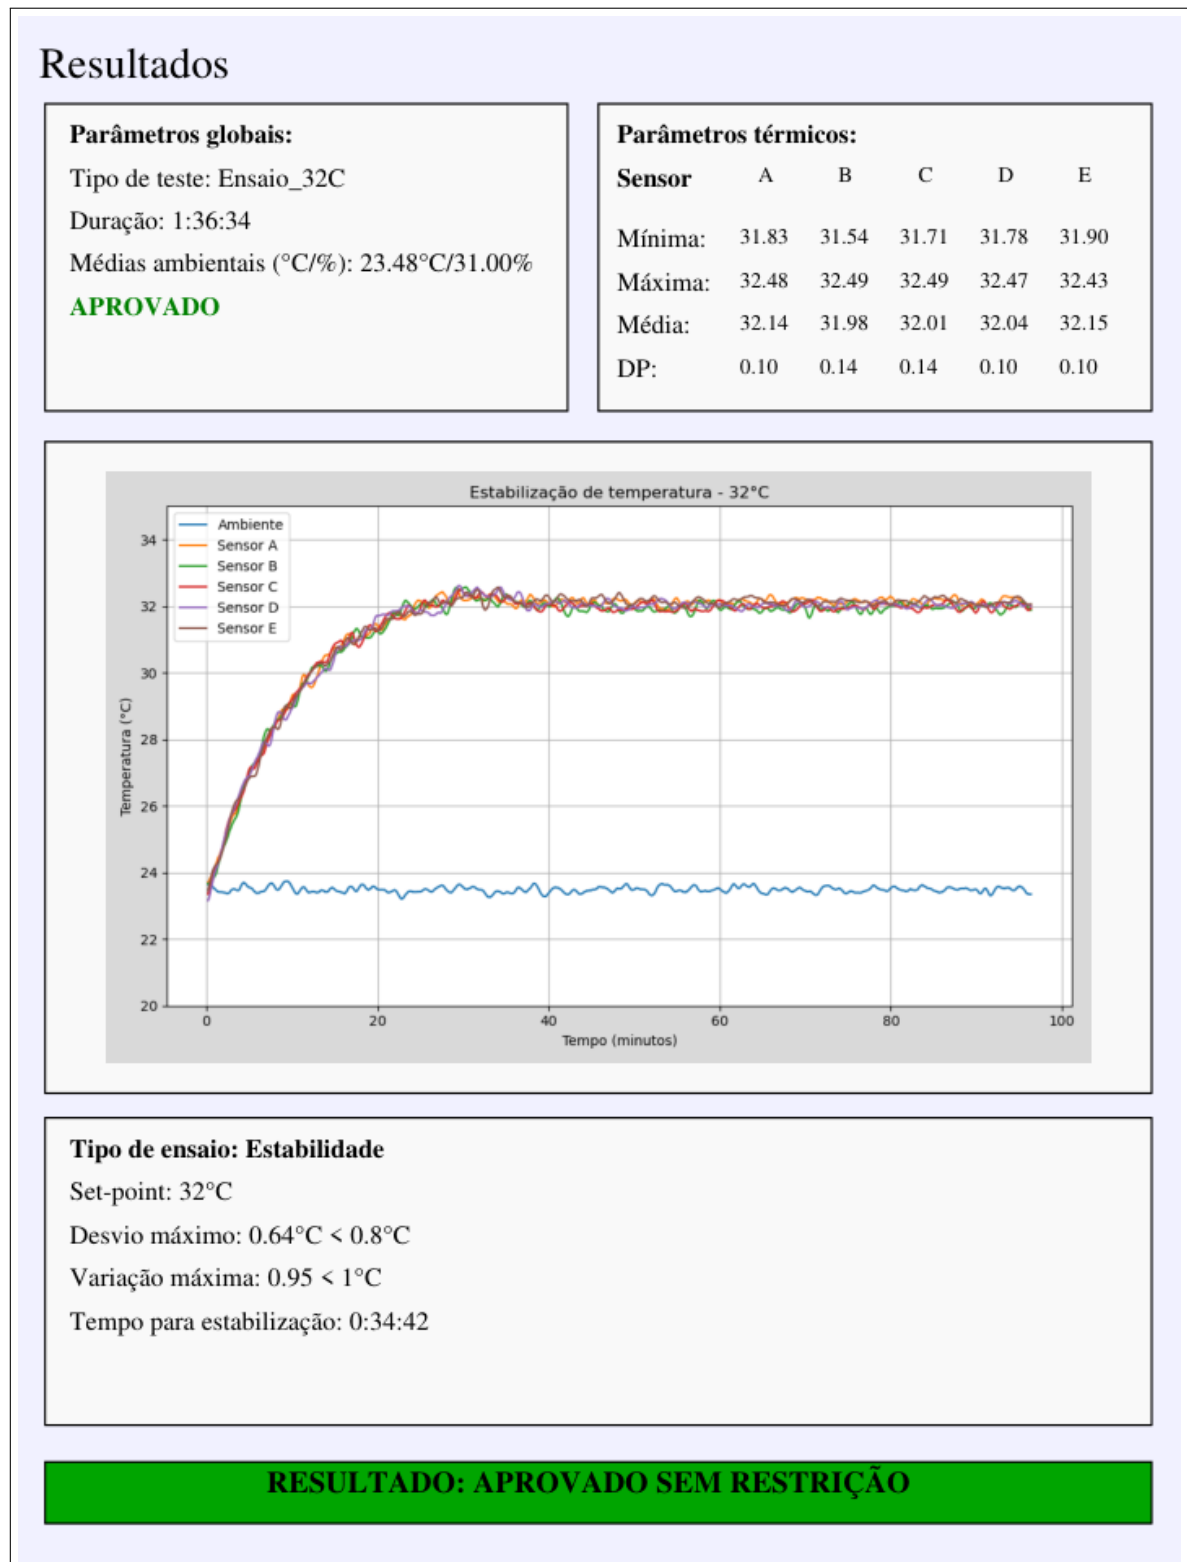 Resultados
Parâmetros globais:
Tipo de teste: Ensaio_32C
Duração: 1:36:34
Médias ambientais (°C/%): 23.48°C/31.00%
APROVADO
Parâmetros térmicos:
Sensor A B C D E
Mínima: 31.83 31.54 31.71 31.78 31.90
Máxima: 32.48 32.49 32.49 32.47 32.43
Média: 32.14 31.98 32.01 32.04 32.15
DP: 0.10 0.14 0.14 0.10 0.10
Estabilização de temperatura - 32°C
Ambiente
Sensor A
Sensor B
Sensor C
Sensor D
Sensor E
Temperatura (°C)
34
32
30
28
26
24
22
20
0 20 40 60 80 100
Tempo (minutos)
Tipo de ensaio: Estabilidade
Set-point: 32°C
Desvio máximo: 0.64°C < 0.8°C
Variação máxima: 0.95 < 1°C
Tempo para estabilização: 0:34:42
RESULTADO: APROVADO SEM RESTRIÇÃO